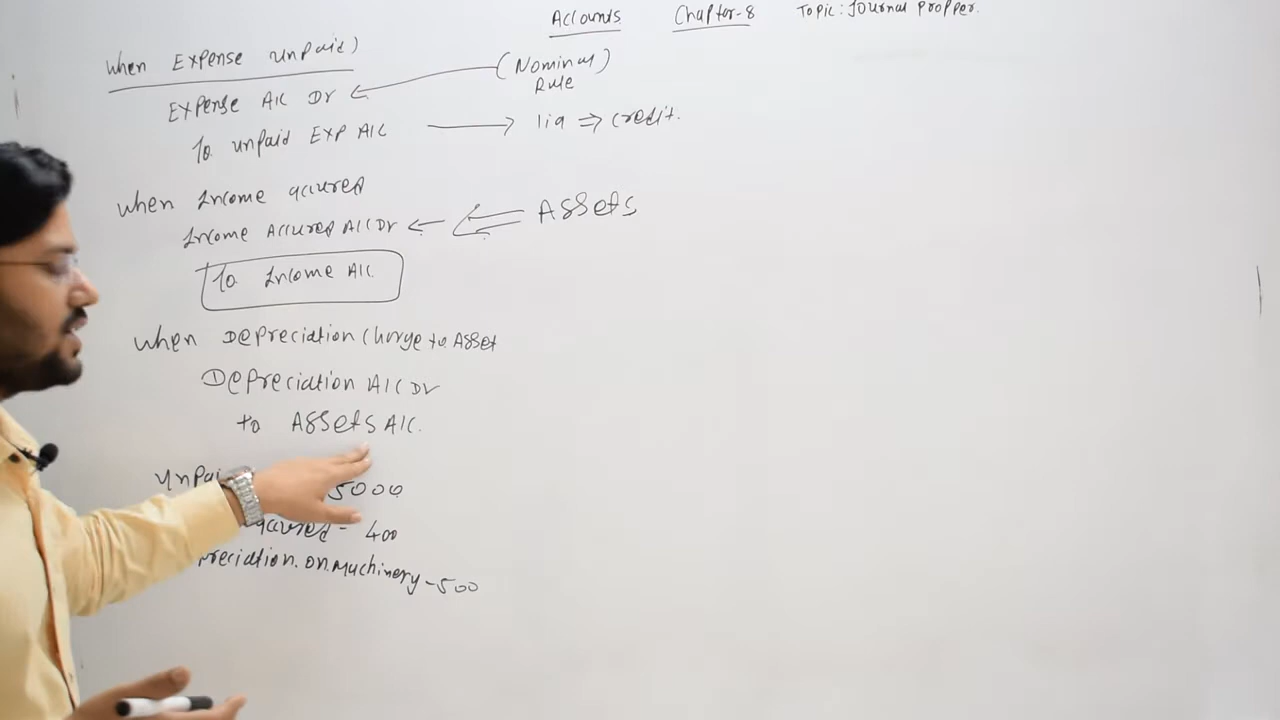 Accounts Chapter-8 Topic: Journal Propper.
When Expense unpaid)
(Nominal)
Rule
Expense A/C Dr
To unpaid Exp A/C
lia ⇒ credit.
when Income accured
Income Accured A/C Dr
Assets
To Income A/C
when Depreciation Charge to Asset
Depreciation A/C Dr
to Assets A/C.
5000
accured - 400
preciation. on. Machinery - 500